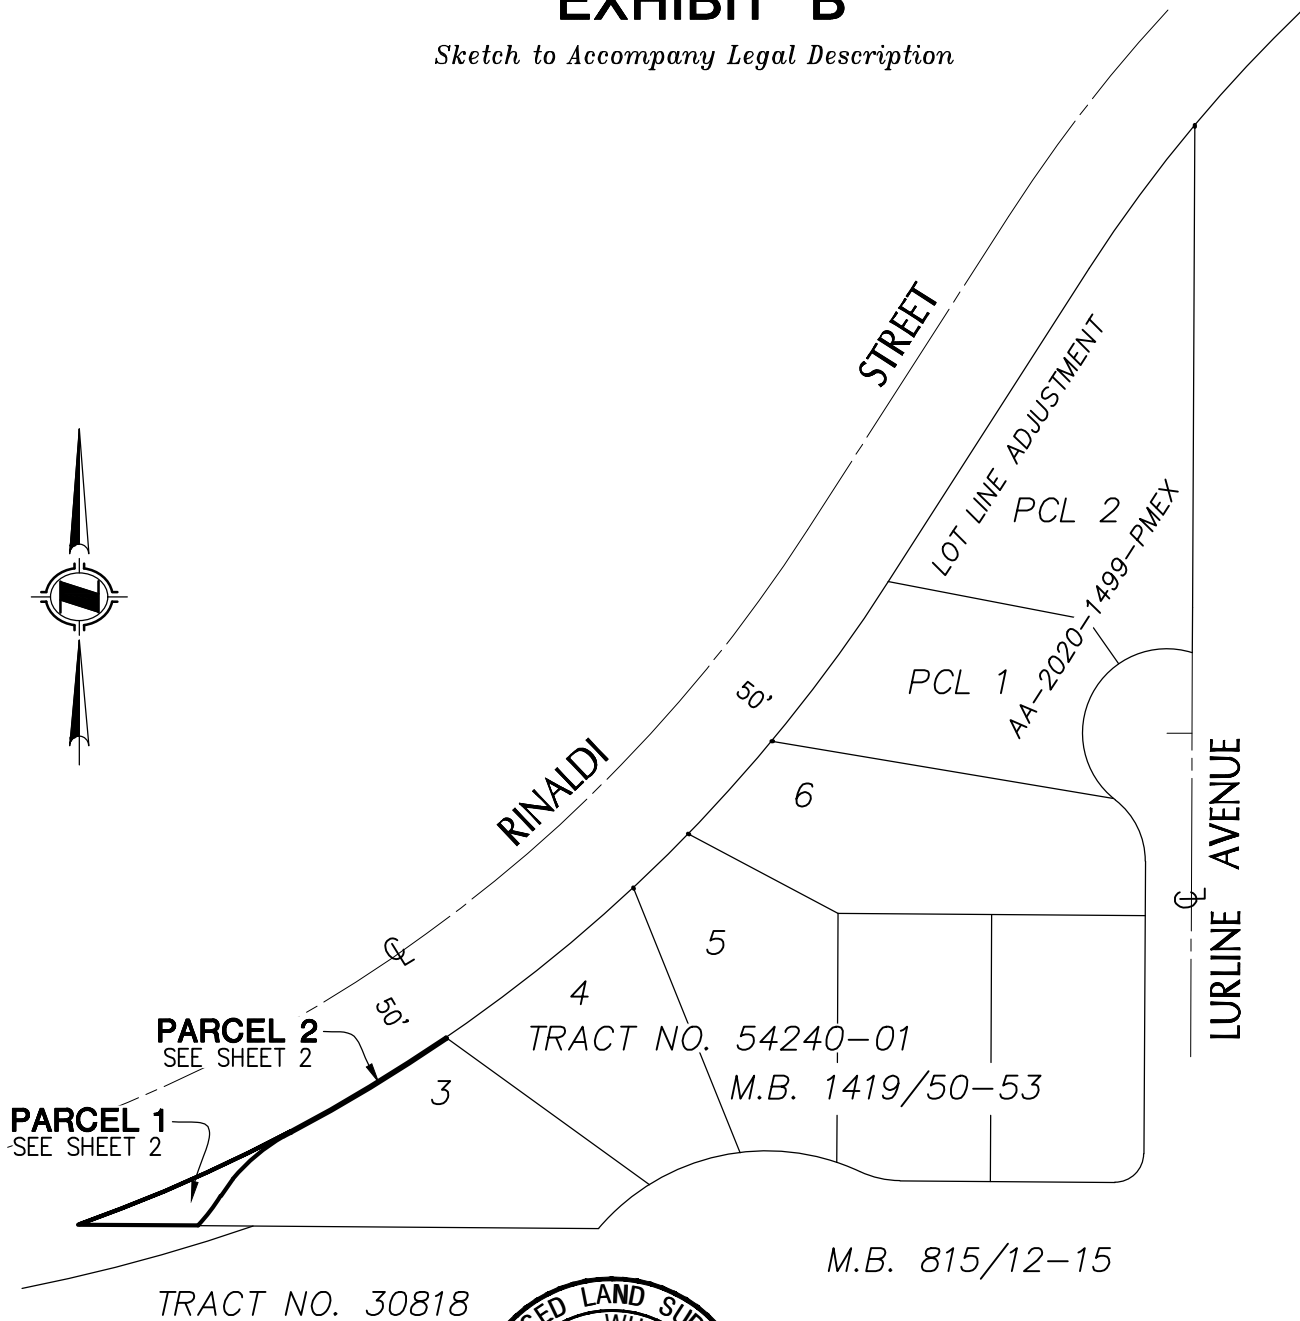 EXHIBIT "B"
Sketch to Accompany Legal Description
STREET
LOT LINE ADJUSTMENT
PCL 2
AA-2020-1499-PMEX
PCL 1
50'
RINALDI
6
LURLINE AVENUE
5
4
50'
PARCEL 2
SEE SHEET 2
TRACT NO. 54240-01
3
M.B. 1419/50-53
PARCEL 1
SEE SHEET 2
M.B. 815/12-15
TRACT NO. 30818
LAND